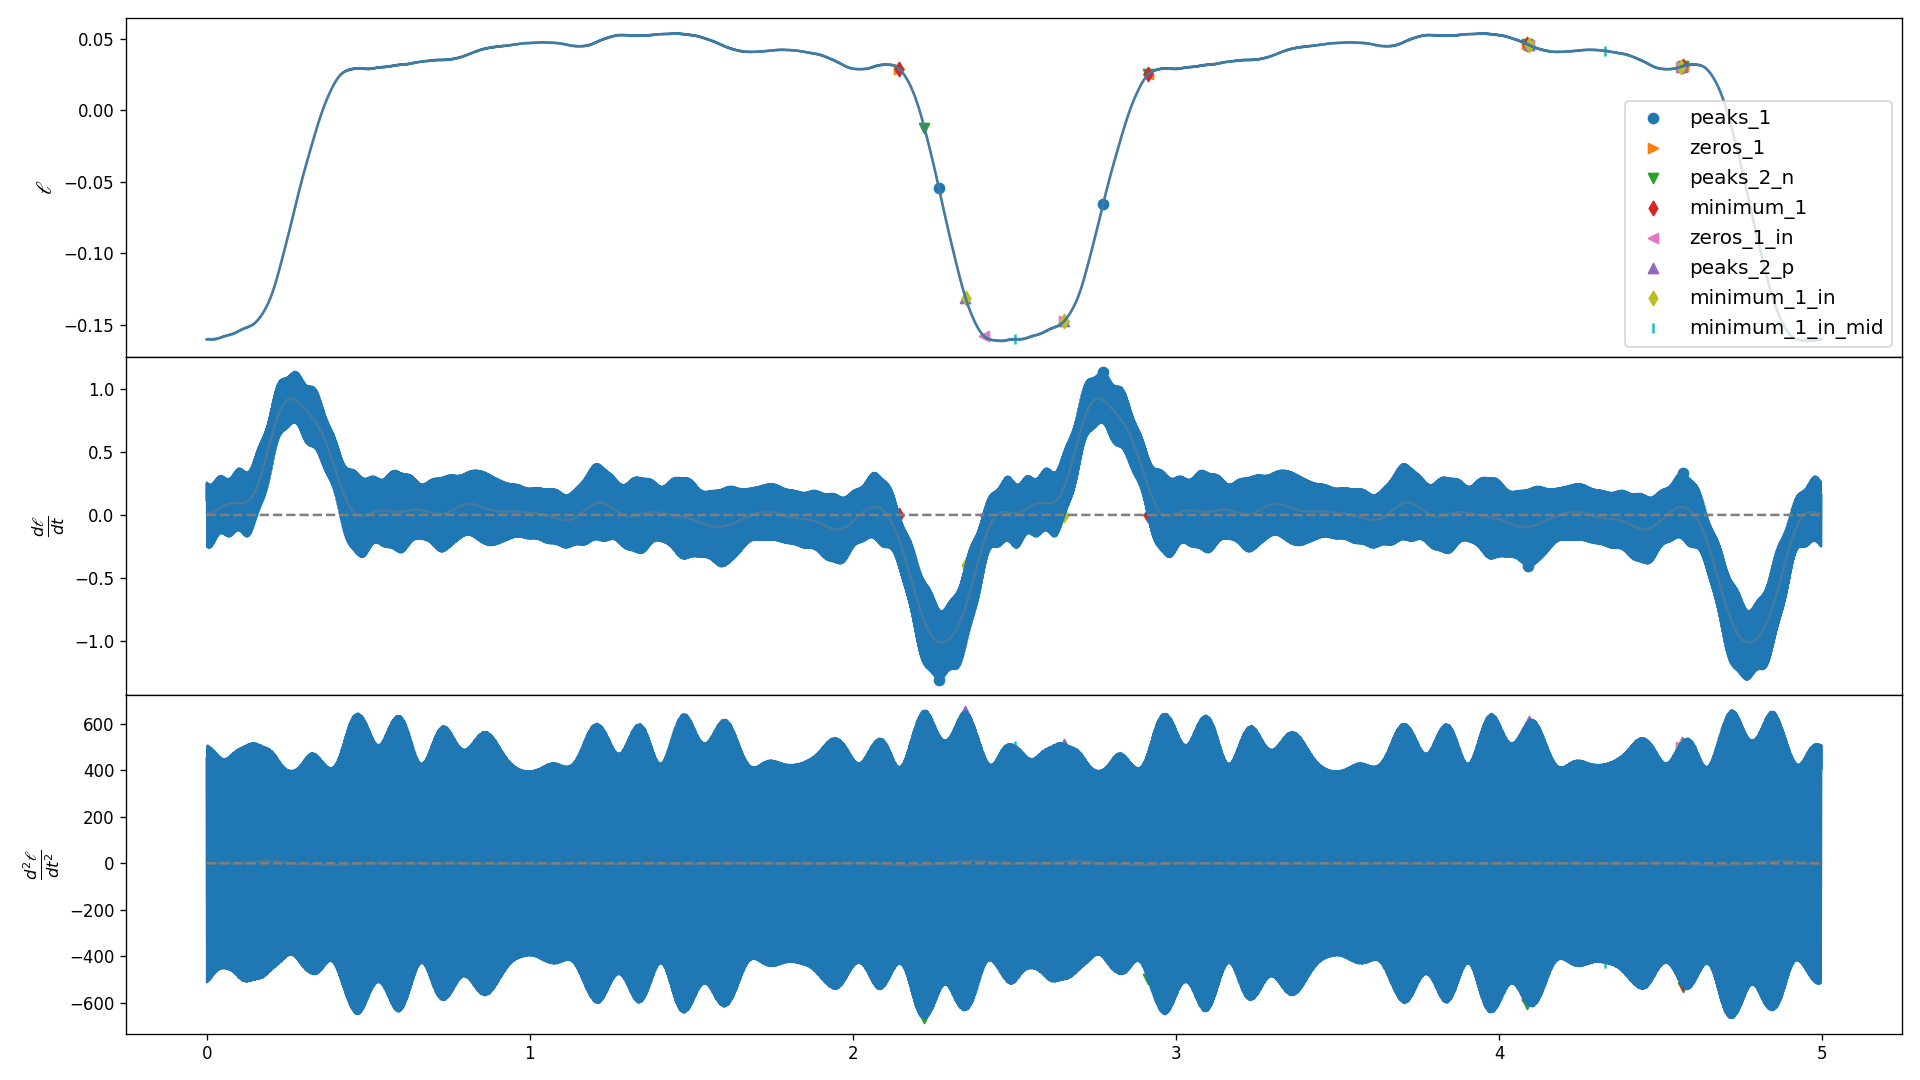 0.05
0.00
−0.05
−0.10
−0.15
ℓ
peaks_1
zeros_1
peaks_2_n
minimum_1
zeros_1_in
peaks_2_p
minimum_1_in
minimum_1_in_mid
1.0
0.5
0.0
−0.5
−1.0
dℓ
dt
600
400
200
0
−200
−400
−600
d²ℓ
dt²
0 1 2 3 4 5